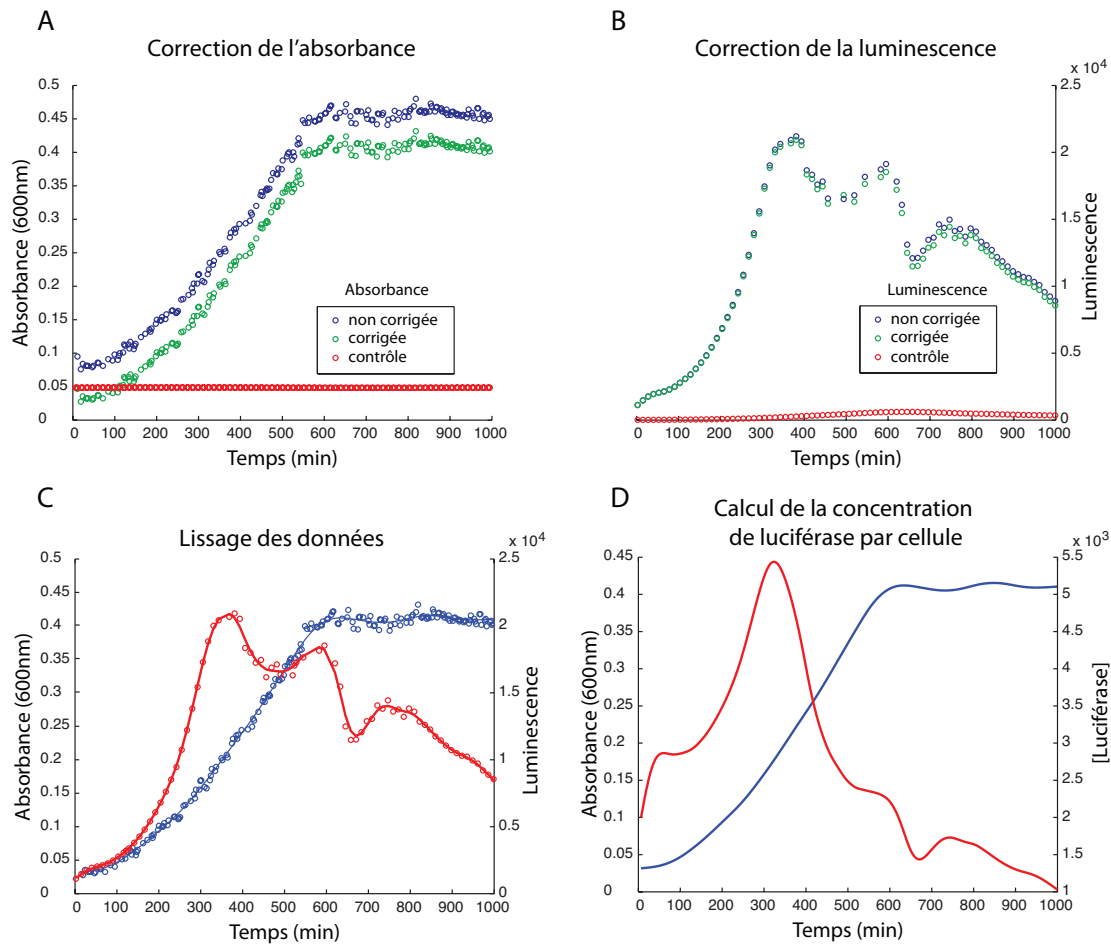 A
Correction de l'absorbance
0.5
0.45
0.4
0.35
0.3
0.25
0.2
0.15
0.1
0.05
0
Absorbance (600nm)
Absorbance
non corrigée
corrigée
contrôle
0 100 200 300 400 500 600 700 800 900 1000
Temps (min)
B
Correction de la luminescence
x 10⁴
2.5
2
1.5
1
0.5
0
Luminescence
Luminescence
non corrigée
corrigée
contrôle
0 100 200 300 400 500 600 700 800 900 1000
Temps (min)
C
Lissage des données
x 10⁴
0.5
0.45
0.4
0.35
0.3
0.25
0.2
0.15
0.1
0.05
0
Absorbance (600nm)
2.5
2.0
1.5
1.0
0.5
0
Luminescence
0 100 200 300 400 500 600 700 800 900 1000
Temps (min)
D
Calcul de la concentration
de luciférase par cellule
x 10³
0.45
0.4
0.35
0.3
0.25
0.2
0.15
0.1
0.05
0
Absorbance (600nm)
5.5
5
4.5
4
3.5
3
2.5
2
1.5
1
[Luciférase]
0 100 200 300 400 500 600 700 800 900 1000
Temps (min)